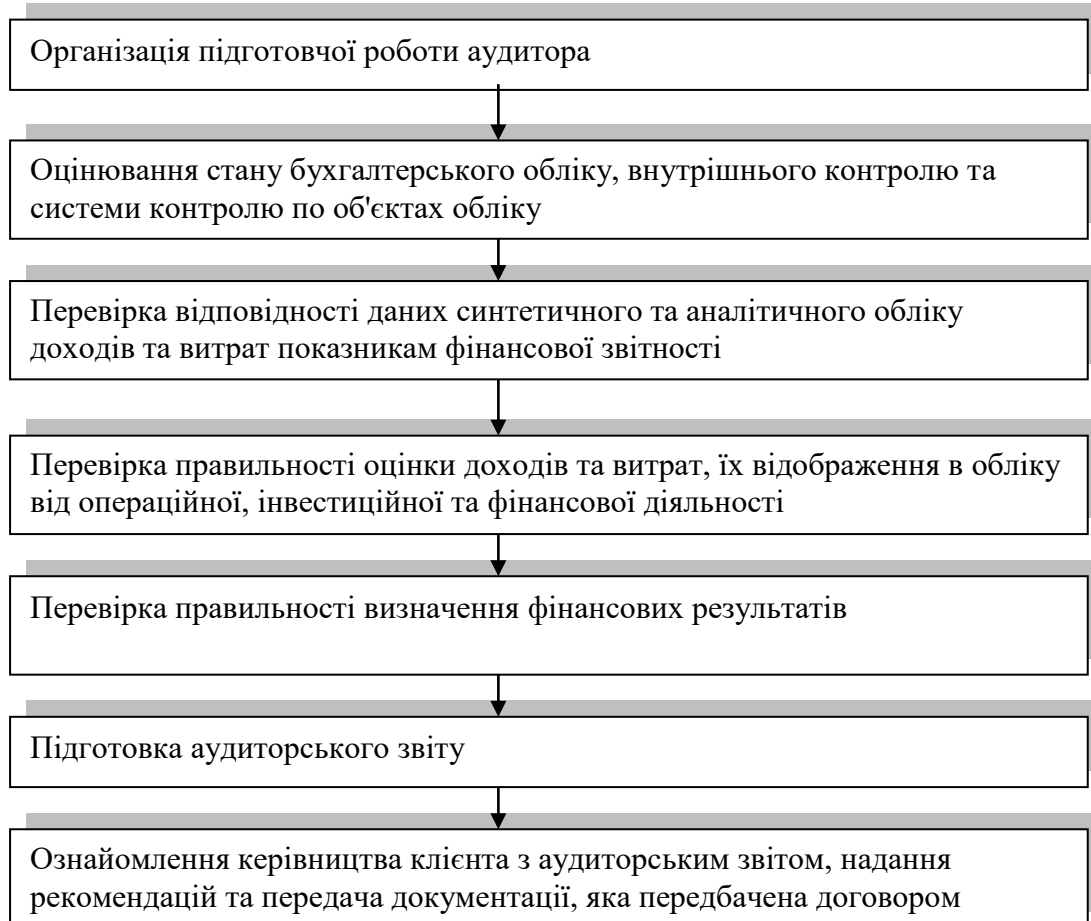 Організація підготовчої роботи аудитора
Оцінювання стану бухгалтерського обліку, внутрішнього контролю та
системи контролю по об'єктах обліку
Перевірка відповідності даних синтетичного та аналітичного обліку
доходів та витрат показникам фінансової звітності
Перевірка правильності оцінки доходів та витрат, їх відображення в обліку
від операційної, інвестиційної та фінансової діяльності
Перевірка правильності визначення фінансових результатів
Підготовка аудиторського звіту
Ознайомлення керівництва клієнта з аудиторським звітом, надання
рекомендацій та передача документації, яка передбачена договором